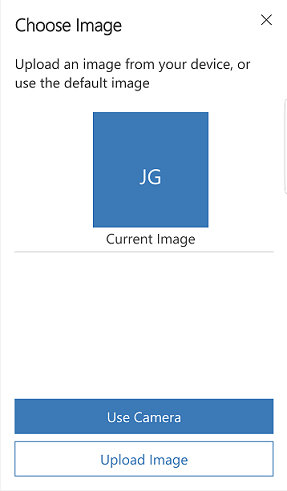 Choose Image
Upload an image from your device, or
use the default image
JG
Current Image
Use Camera
Upload Image